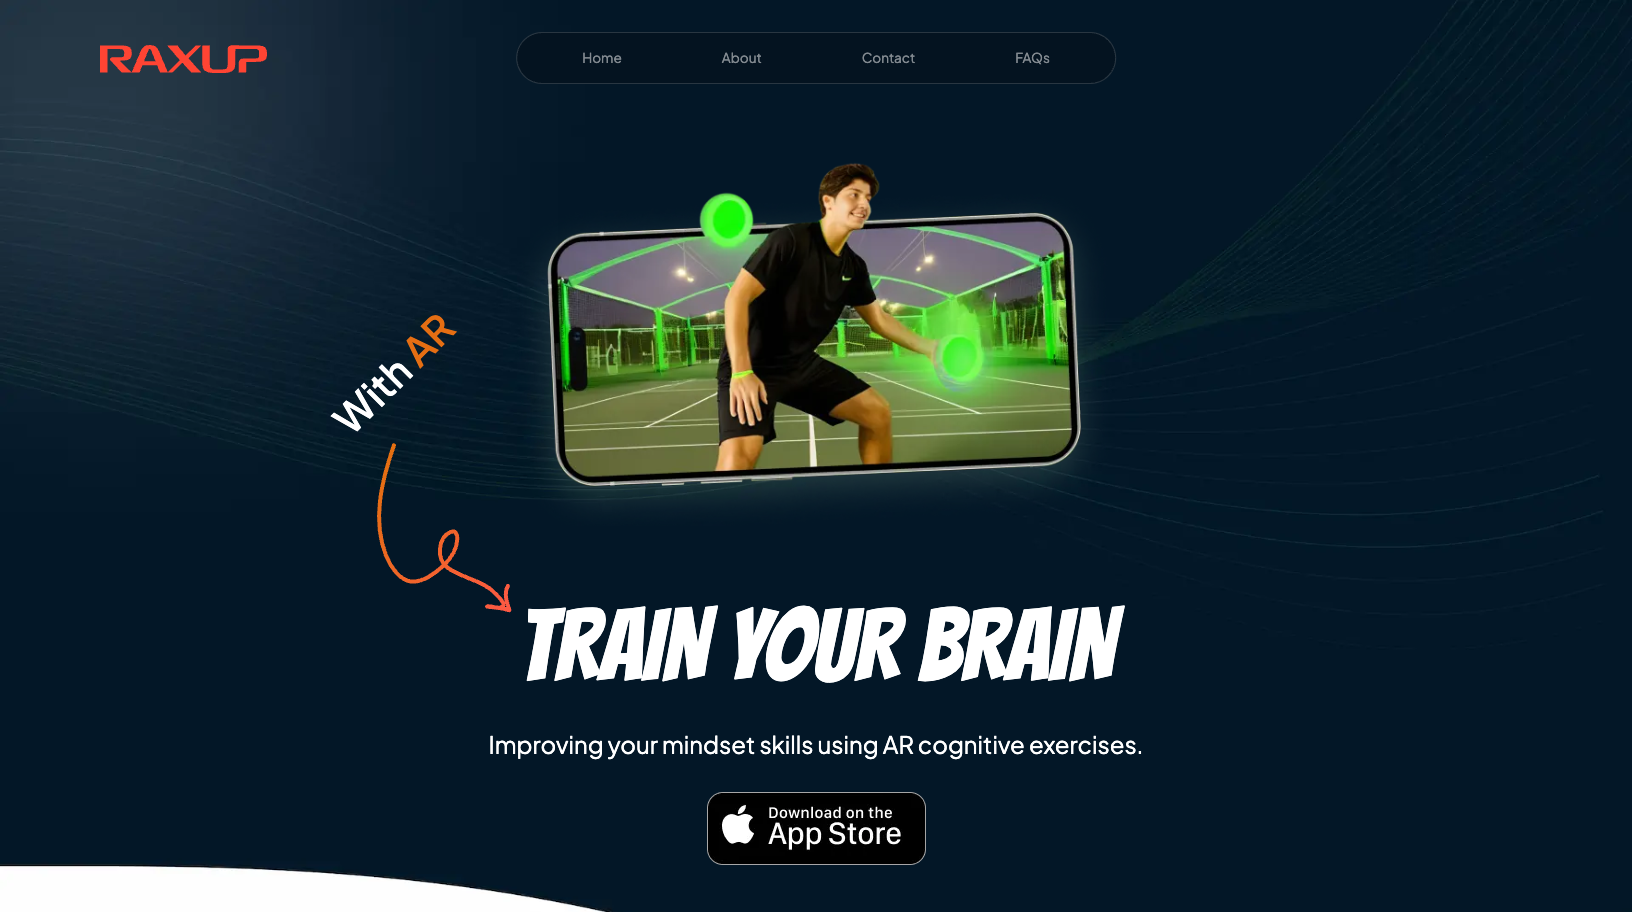 RAXUP
Home
About
Contact
FAQs
With AR
TRAIN YOUR BRAIN
Improving your mindset skills using AR cognitive exercises.
Download on the
App Store